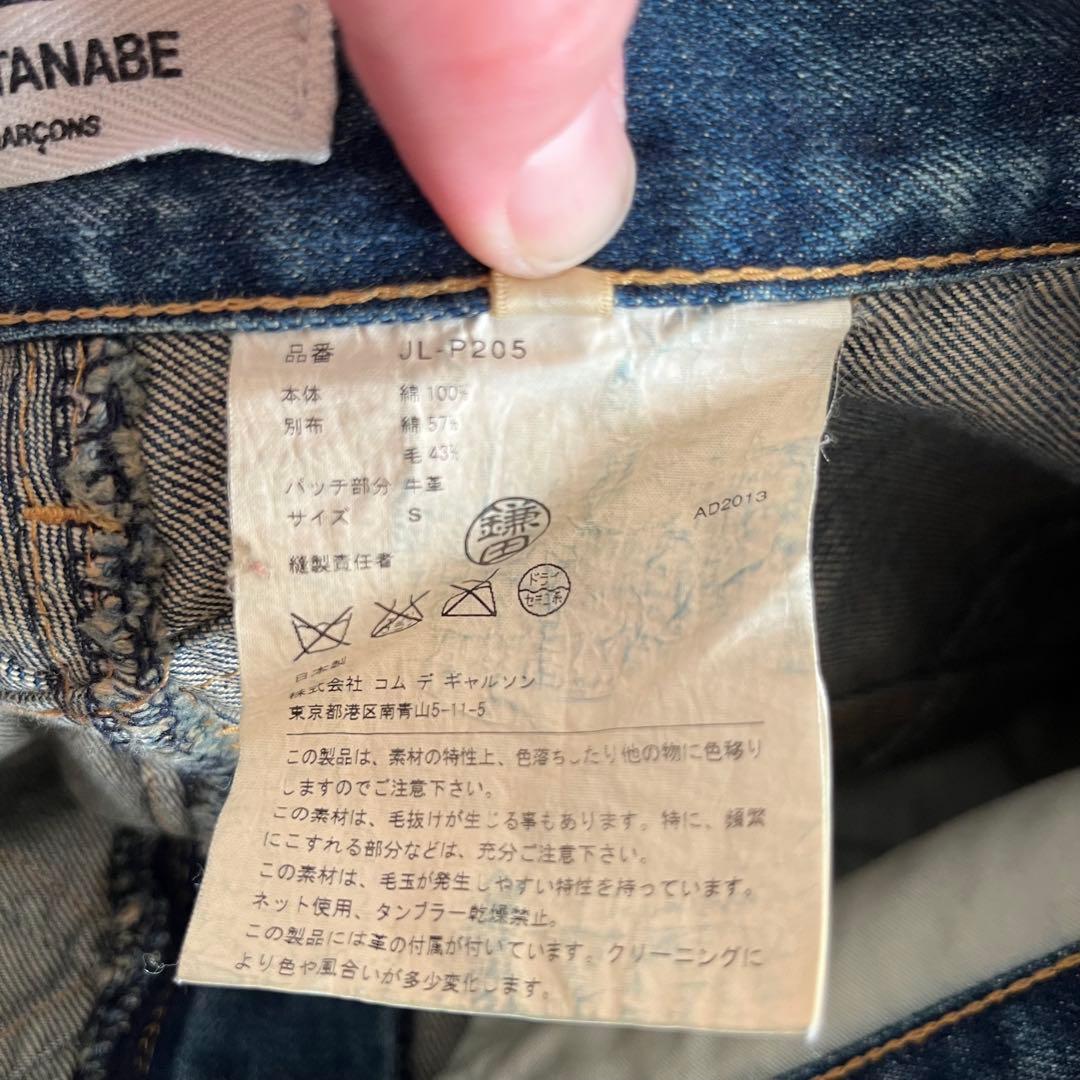 TANABE
GARÇONS
品番 JL-P205
本体 綿 100%
別布 綿 57%
毛 43%
パッチ部分 牛革
サイズ S
鎌田
AD2013
縫製責任者
ドライ
セキユ系
日本製
株式会社 コム デ ギャルソン
東京都港区南青山5-11-5
この製品は、素材の特性上、色落ちしたり他の物に色移り
しますのでご注意下さい。
この素材は、毛抜けが生じる事もあります。特に、頻繁
にこすれる部分などは、充分ご注意下さい。
この素材は、毛玉が発生しやすい特性を持っています。
ネット使用、タンブラー乾燥禁止。
この製品には革の付属が付いています。クリーニングに
より色や風合いが多少変化します。